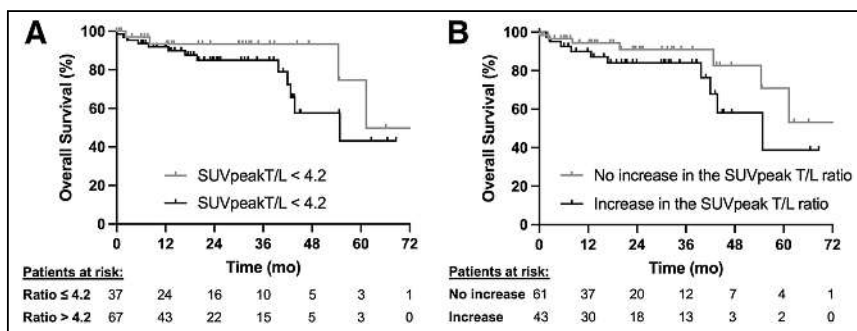 A
Overall Survival (%)
100
80
60
40
20
0
SUVpeakT/L < 4.2
SUVpeakT/L < 4.2
0 12 24 36 48 60 72
Time (mo)
Patients at risk:
Ratio ≤ 4.2 37 24 16 10 5 3 1
Ratio > 4.2 67 43 22 15 5 3 0
B
Overall Survival (%)
100
80
60
40
20
0
No increase in the SUVpeak T/L ratio
Increase in the SUVpeak T/L ratio
0 12 24 36 48 60 72
Time (mo)
Patients at risk:
No increase 61 37 20 12 7 4 1
Increase 43 30 18 13 3 2 0